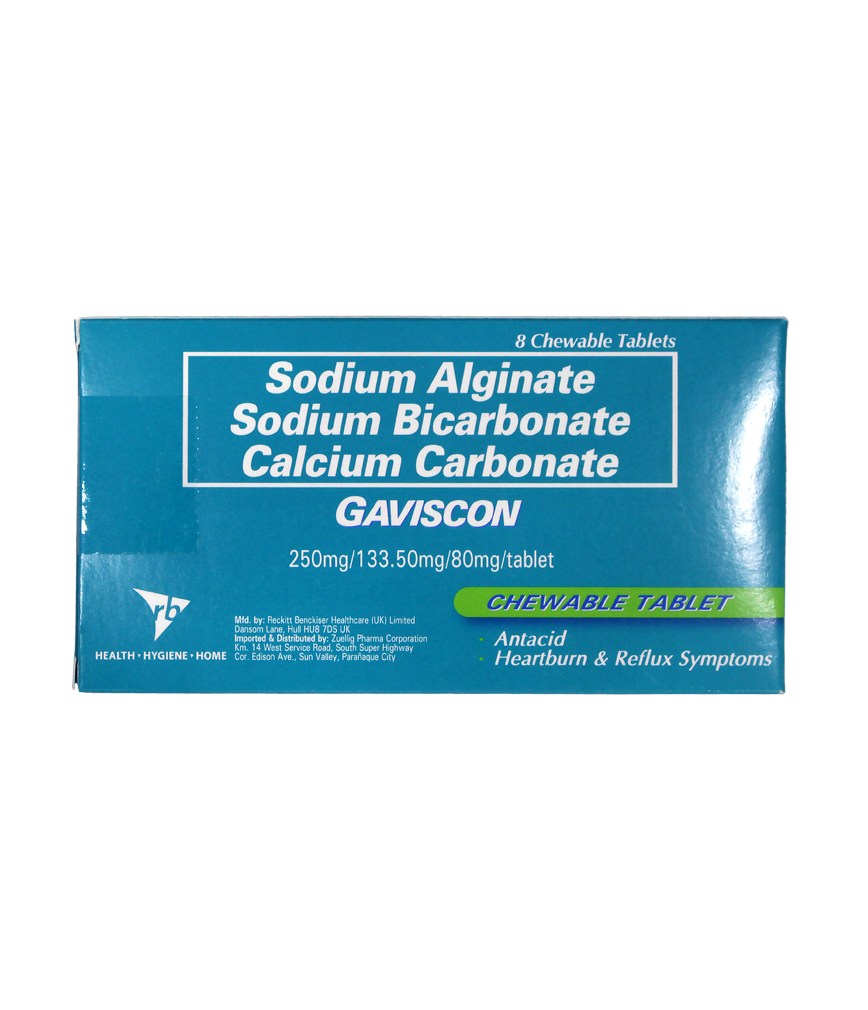 8 Chewable Tablets
Sodium Alginate
Sodium Bicarbonate
Calcium Carbonate
GAVISCON
250mg/133.50mg/80mg/tablet
CHEWABLE TABLET
· Antacid
· Heartburn & Reflux Symptoms
rb
HEALTH • HYGIENE • HOME
Mfd. by: Reckitt Benckiser Healthcare (UK) Limited
Dansom Lane, Hull HU8 7DS UK
Imported & Distributed by: Zuellig Pharma Corporation
Km. 14 West Service Road, South Super Highway
Cor. Edison Ave., Sun Valley, Parañaque City